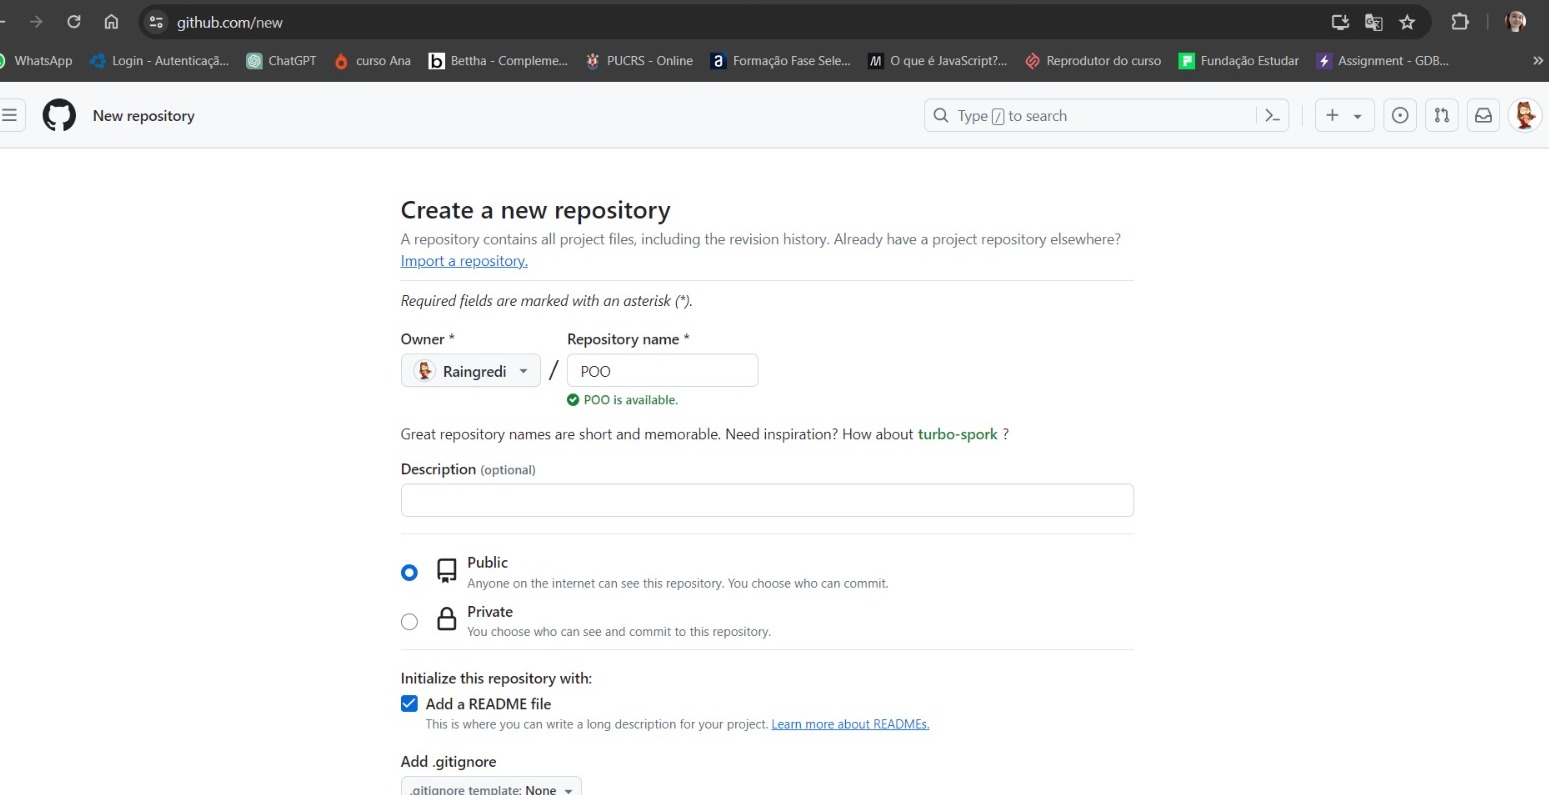 github.com/new
WhatsApp
Login - Autenticaçã...
ChatGPT
curso Ana
b Bettha - Compleme...
PUCRS - Online
a Formação Fase Sele...
M O que é JavaScript?...
Reprodutor do curso
Fundação Estudar
Assignment - GDB...
»
New repository
Type / to search
Create a new repository
A repository contains all project files, including the revision history. Already have a project repository elsewhere?
Import a repository.
Required fields are marked with an asterisk (*).
Owner * Repository name *
Raingredi / POO
POO is available.
Great repository names are short and memorable. Need inspiration? How about turbo-spork ?
Description (optional)
Public
Anyone on the internet can see this repository. You choose who can commit.
Private
You choose who can see and commit to this repository.
Initialize this repository with:
Add a README file
This is where you can write a long description for your project. Learn more about READMEs.
Add .gitignore
.gitignore template: None